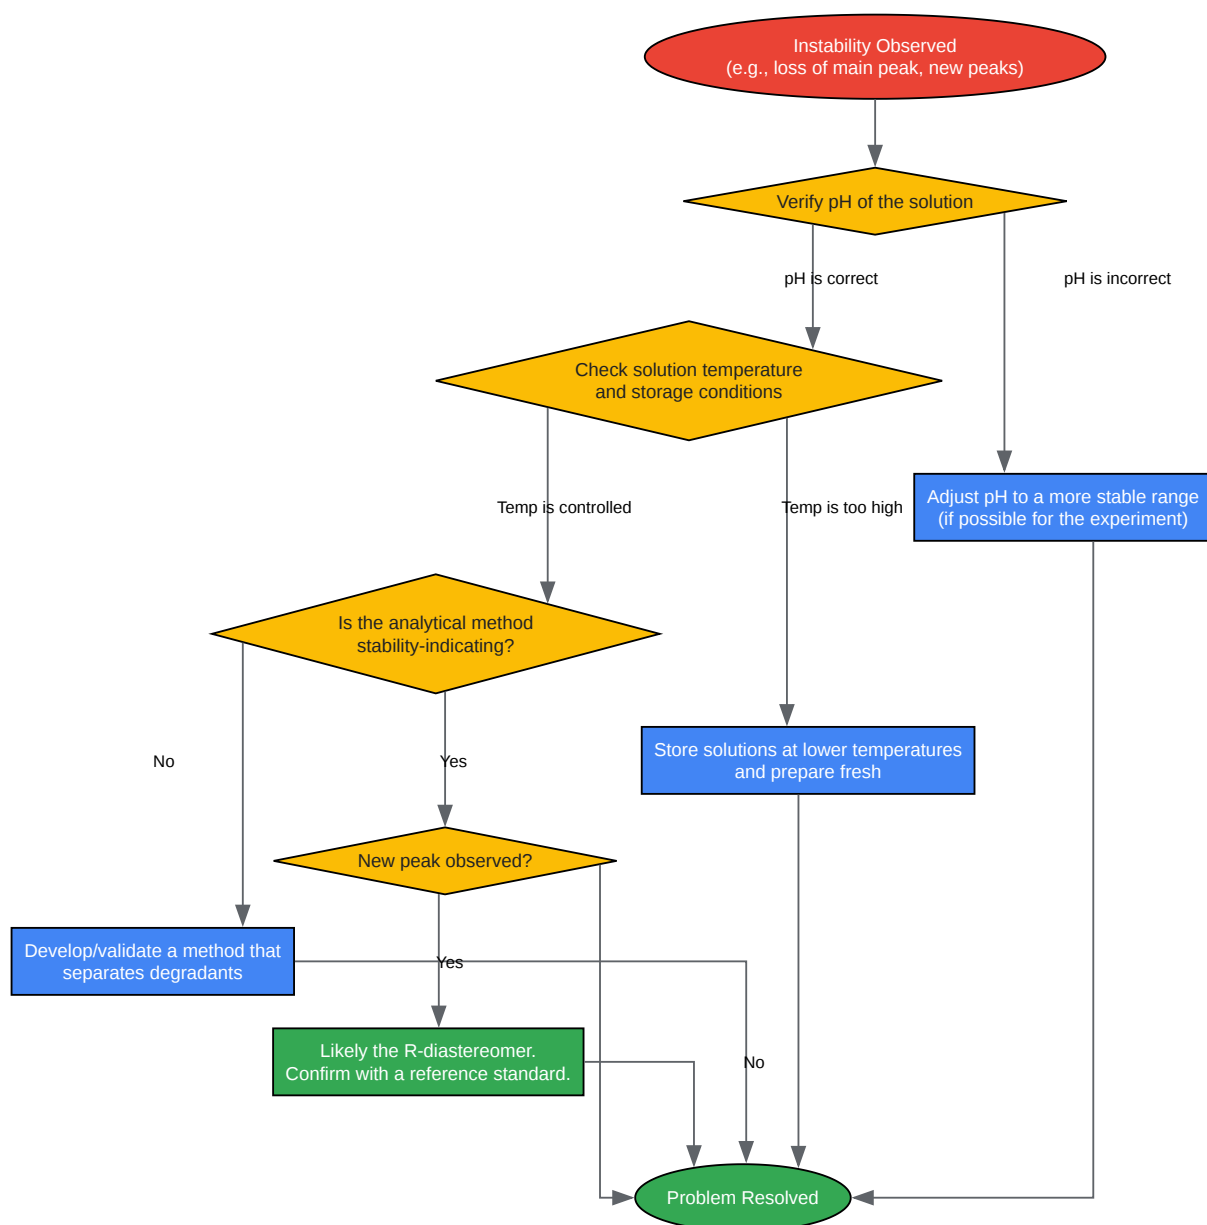 Instability Observed
(e.g., loss of main peak, new peaks)
Verify pH of the solution
pH is correct
pH is incorrect
Check solution temperature
and storage conditions
Adjust pH to a more stable range
(if possible for the experiment)
Temp is controlled
Temp is too high
Is the analytical method
stability-indicating?
Store solutions at lower temperatures
and prepare fresh
No
Yes
New peak observed?
Develop/validate a method that
separates degradants
Yes
Likely the R-diastereomer.
Confirm with a reference standard.
No
Problem Resolved